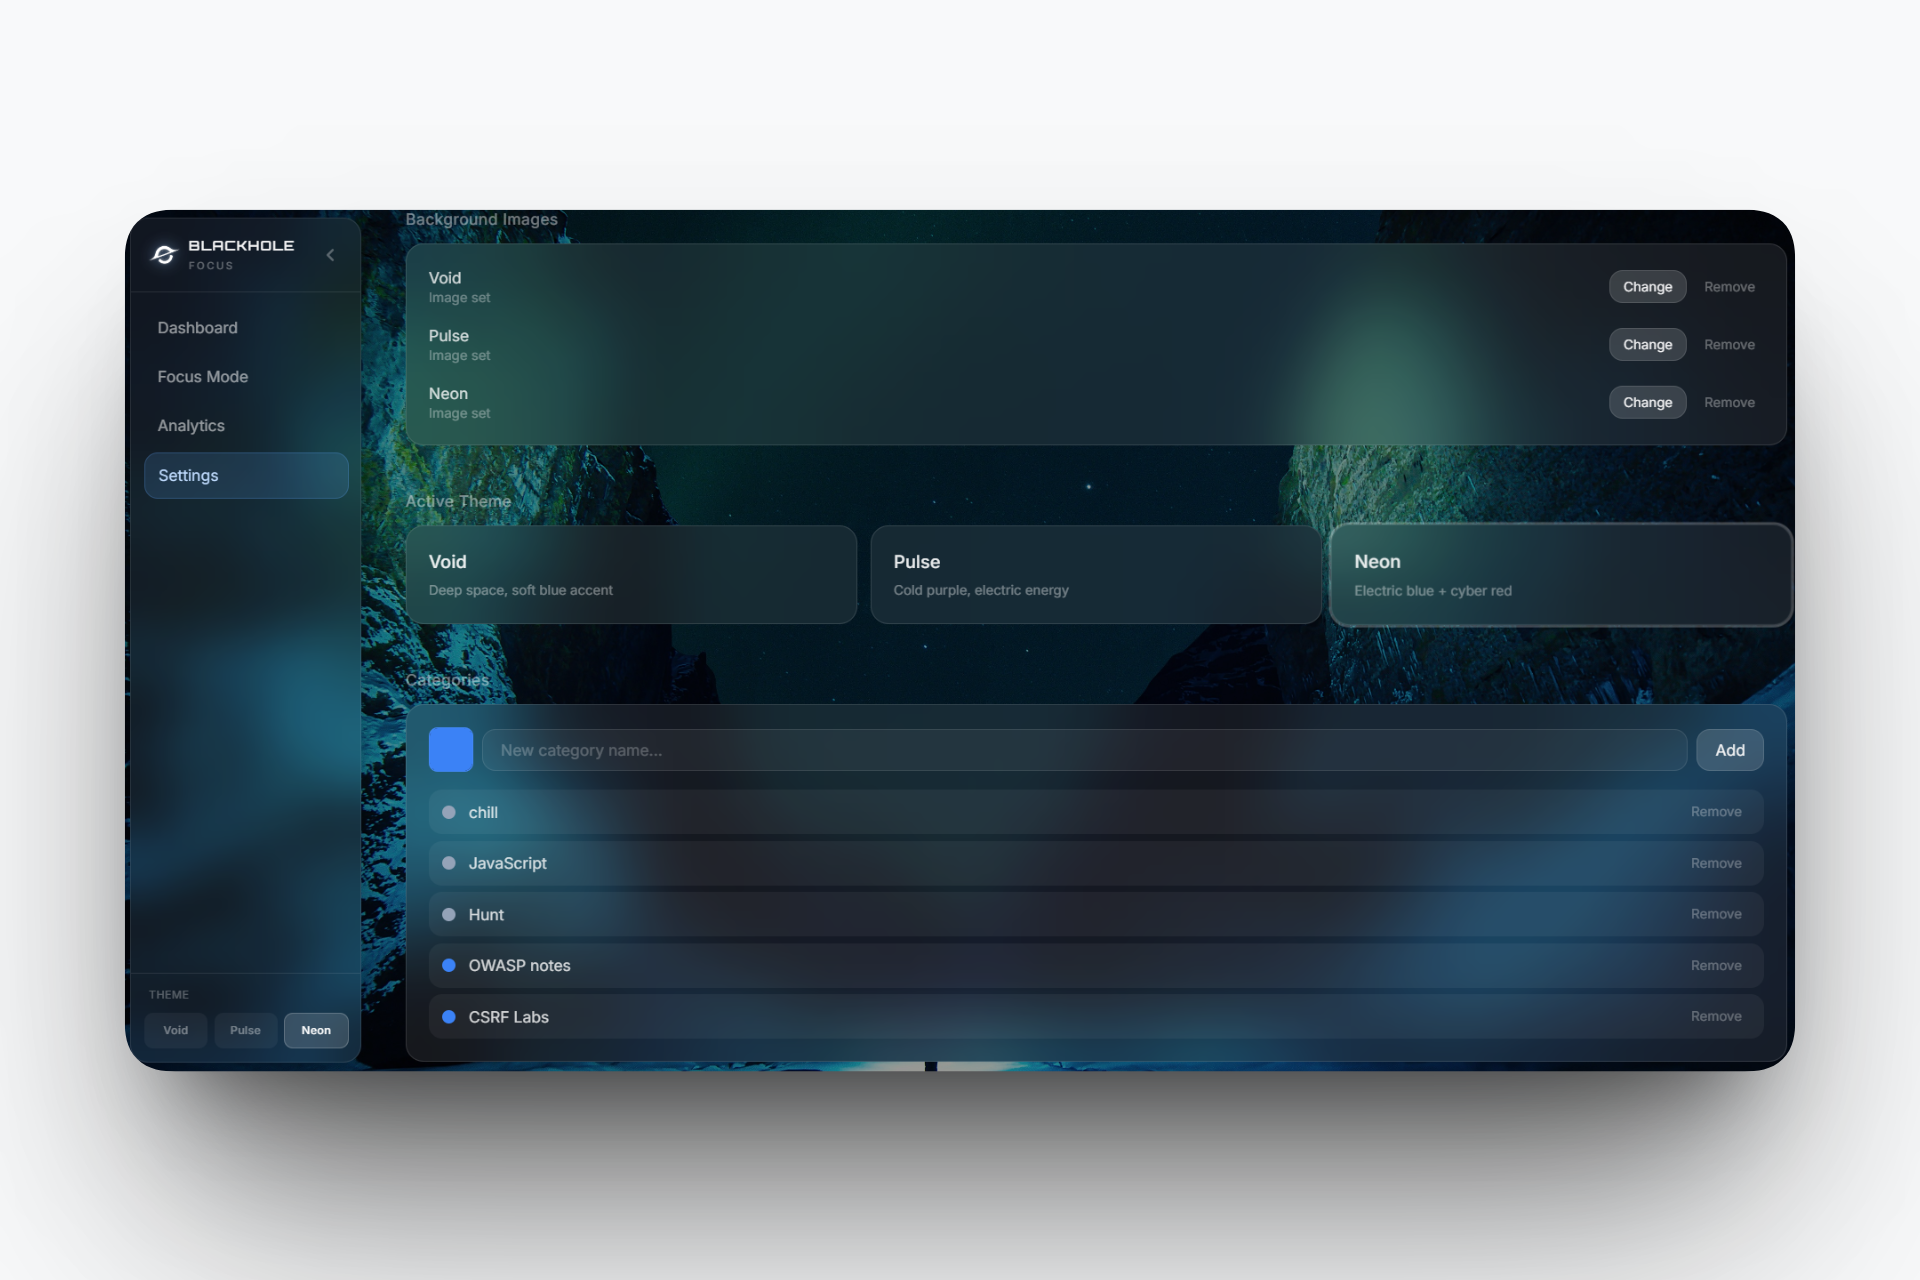 BLACKHOLE
FOCUS
Dashboard
Focus Mode
Analytics
Settings
THEME
Void
Pulse
Neon
Background Images
Void
Image set
Change
Remove
Pulse
Image set
Change
Remove
Neon
Image set
Change
Remove
Active Theme
Void
Deep space, soft blue accent
Pulse
Cold purple, electric energy
Neon
Electric blue + cyber red
Categories
New category name...
Add
chill
Remove
JavaScript
Remove
Hunt
Remove
OWASP notes
Remove
CSRF Labs
Remove